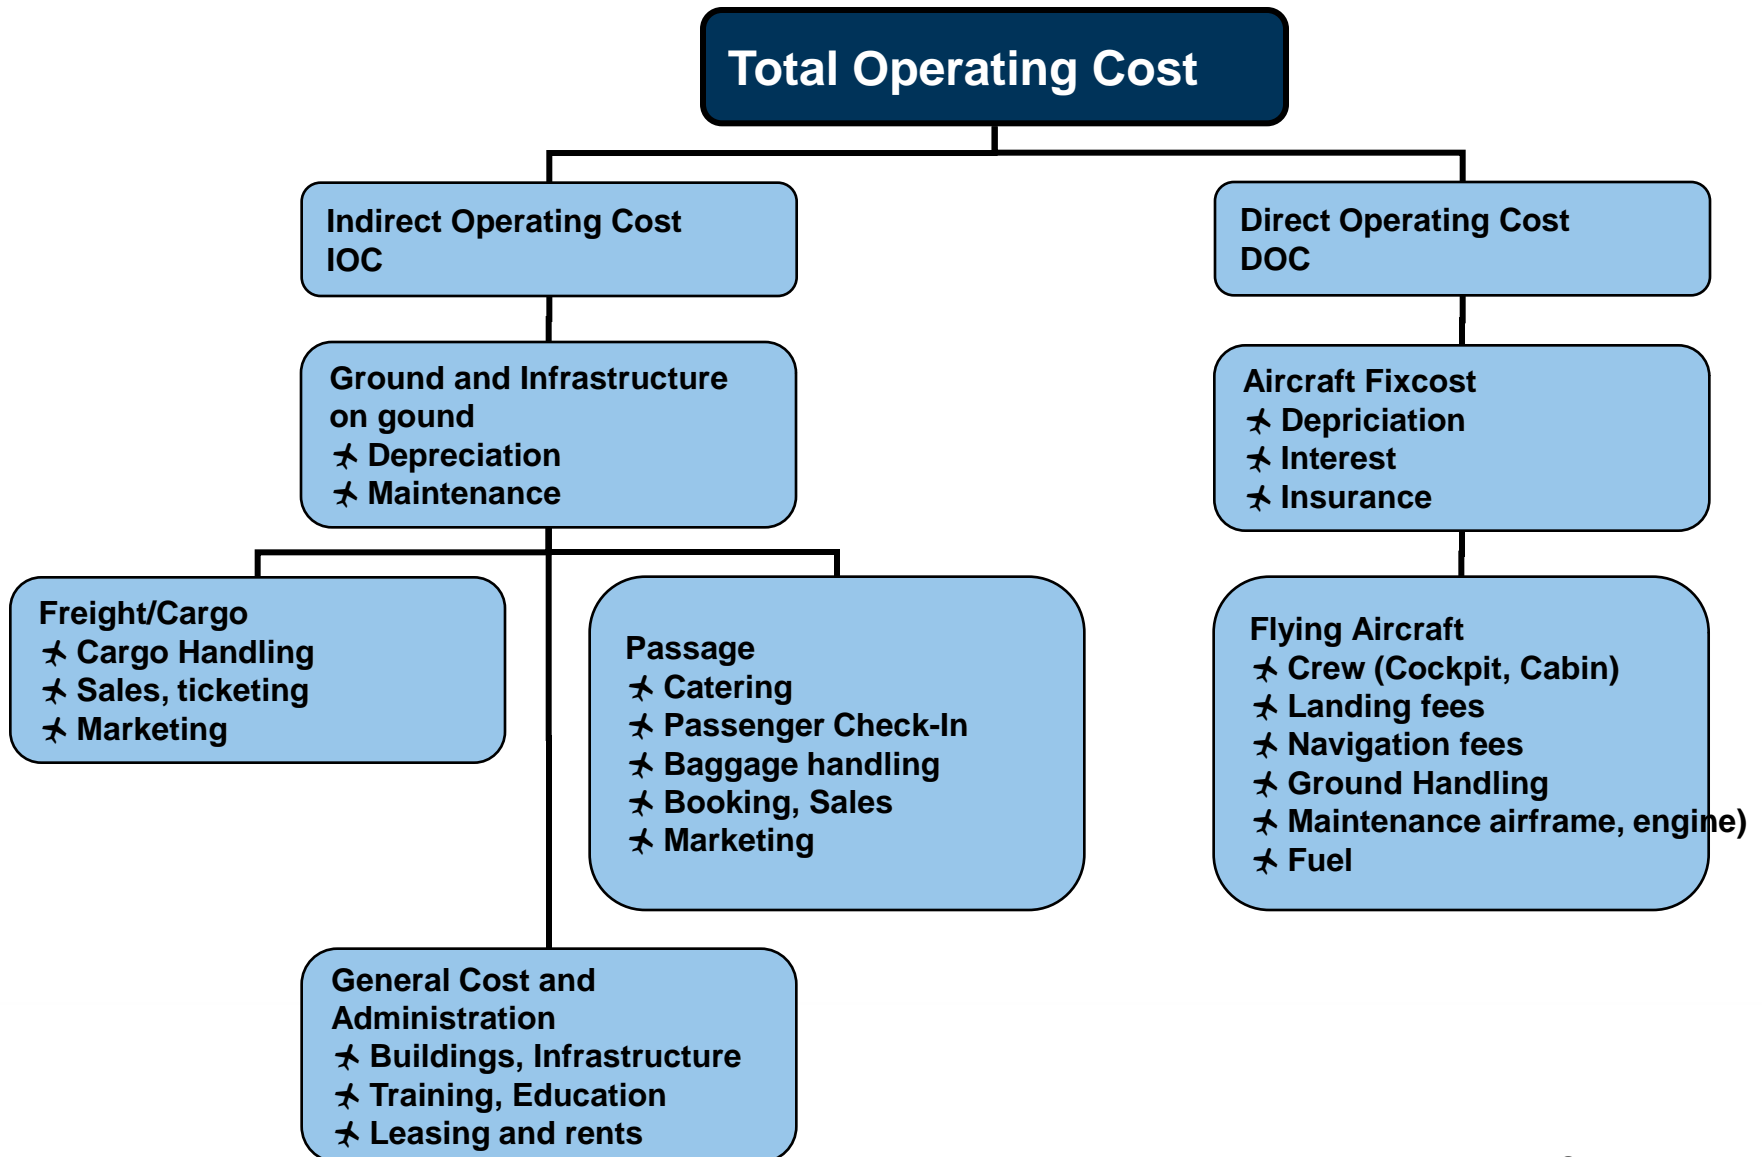 Total Operating Cost
Indirect Operating Cost
IOC
Direct Operating Cost
DOC
Ground and Infrastructure
on gound
Depreciation
Maintenance
Aircraft Fixcost
Depriciation
Interest
Insurance
Freight/Cargo
Cargo Handling
Sales, ticketing
Marketing
Passage
Catering
Passenger Check-In
Baggage handling
Booking, Sales
Marketing
Flying Aircraft
Crew (Cockpit, Cabin)
Landing fees
Navigation fees
Ground Handling
Maintenance airframe, engine)
Fuel
General Cost and
Administration
Buildings, Infrastructure
Training, Education
Leasing and rents